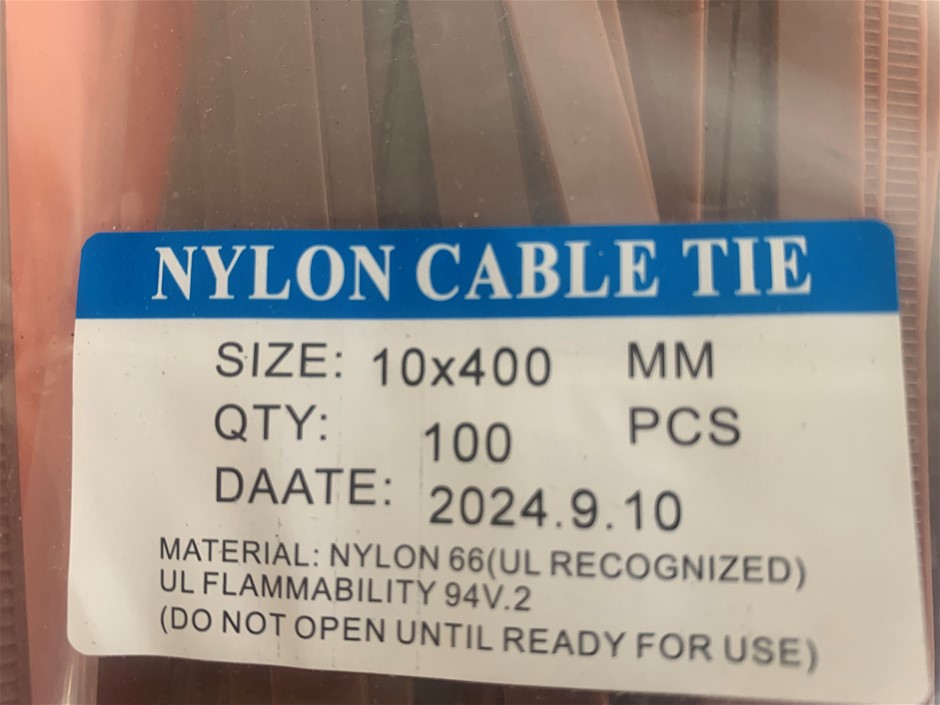 NYLON CABLE TIE
SIZE: 10x400 MM
QTY: 100 PCS
DAATE: 2024.9.10
MATERIAL: NYLON 66(UL RECOGNIZED)
UL FLAMMABILITY 94V.2
(DO NOT OPEN UNTIL READY FOR USE)